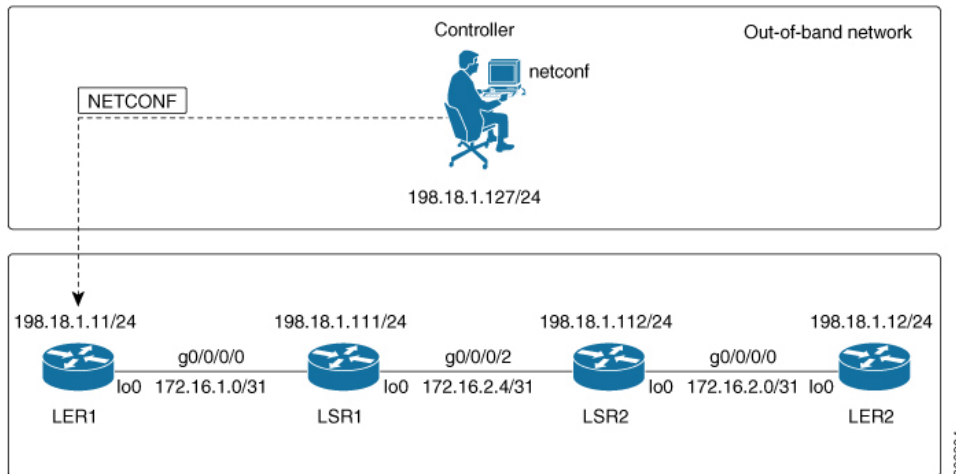 Controller
Out-of-band network
netconf
NETCONF
198.18.1.127/24
198.18.1.11/24
198.18.1.111/24
198.18.1.112/24
198.18.1.12/24
g0/0/0/0
g0/0/0/2
g0/0/0/0
lo0
172.16.1.0/31
lo0
172.16.2.4/31
lo0
172.16.2.0/31
lo0
LER1
LSR1
LSR2
LER2